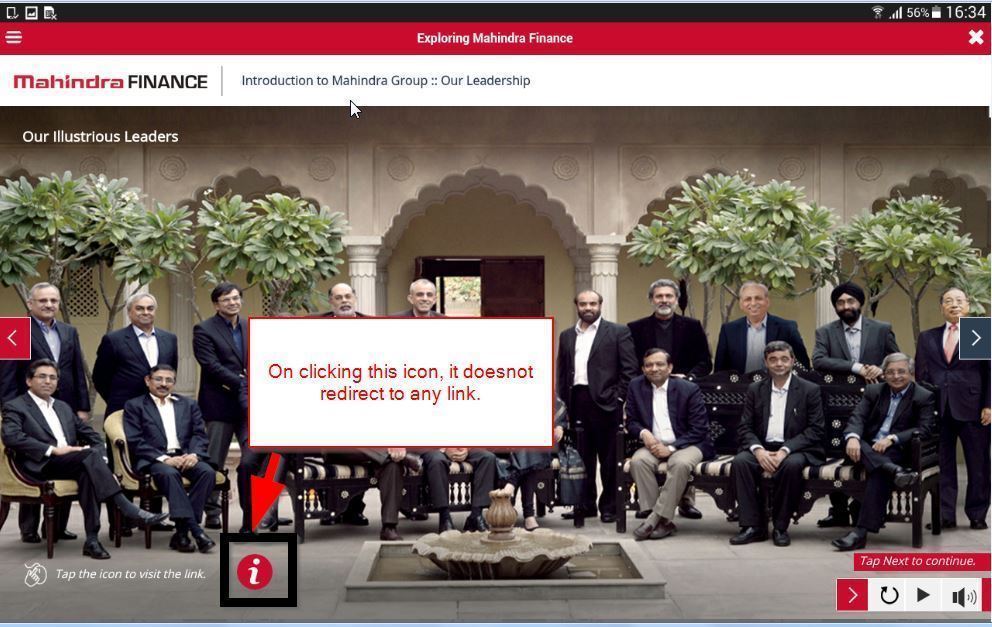 56% 16:34
Exploring Mahindra Finance
Mahindra FINANCE
Introduction to Mahindra Group :: Our Leadership
Our Illustrious Leaders
On clicking this icon, it doesnot
redirect to any link.
Tap the icon to visit the link.
i
Tap Next to continue.